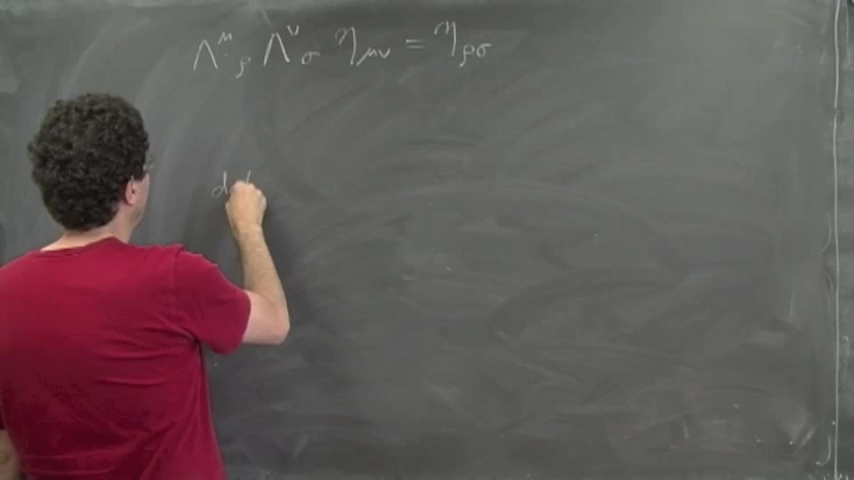 Λ^μ_ρ Λ^ν_σ η_μν = η_ρσ